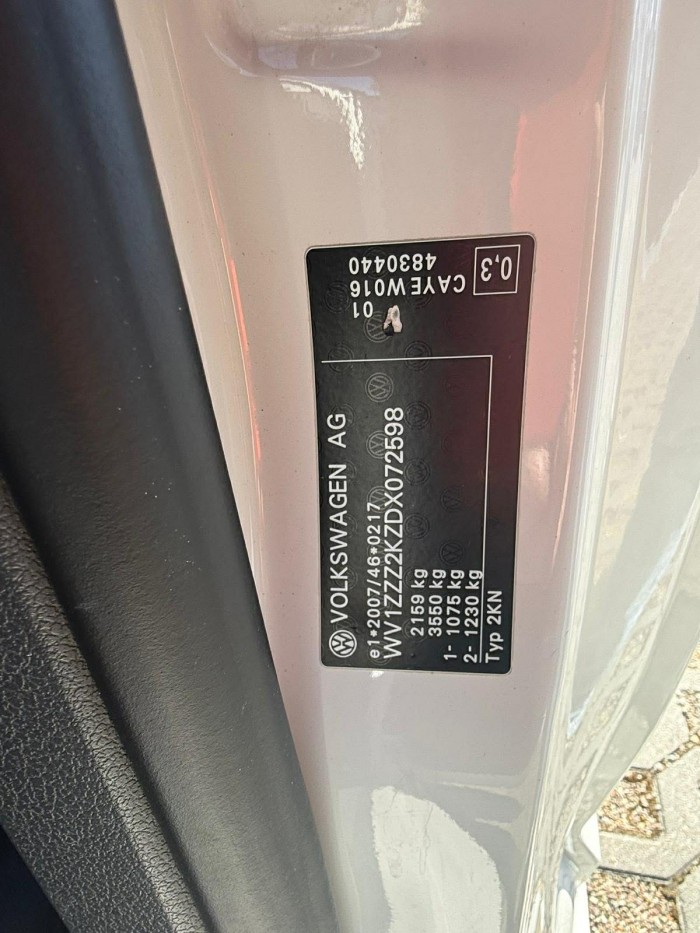 VOLKSWAGEN AG
e1*2007/46*0217
WV1ZZZ2KZDX072598
2159 kg
3550 kg
1- 1075 kg
2- 1230 kg
Typ 2KN
01
CAYE W016
4830440
0,3